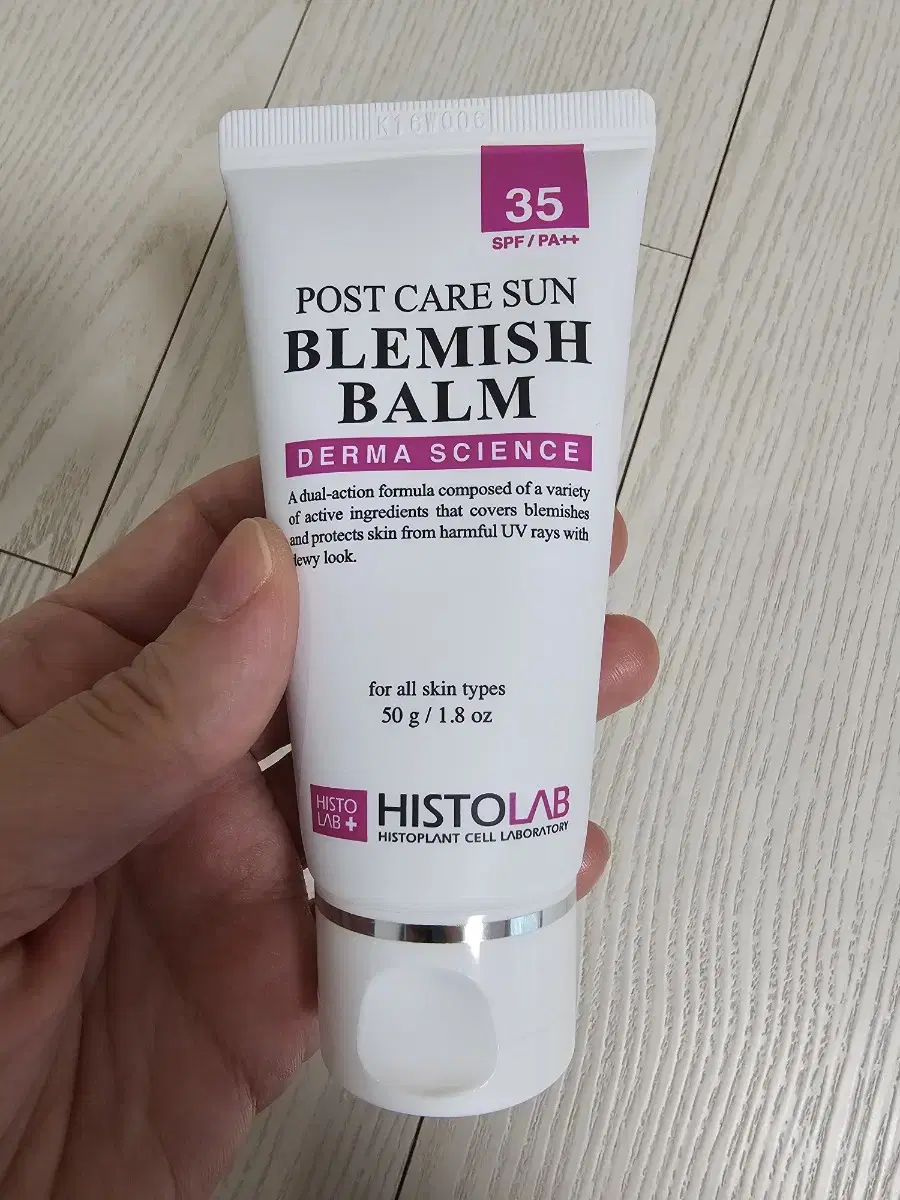 K16W006
35
SPF / PA++
POST CARE SUN
BLEMISH
BALM
DERMA SCIENCE
A dual-action formula composed of a variety
of active ingredients that covers blemishes
and protects skin from harmful UV rays with
dewy look.
for all skin types
50 g / 1.8 oz
HISTO
LAB+
HISTOLAB
HISTOPLANT CELL LABORATORY